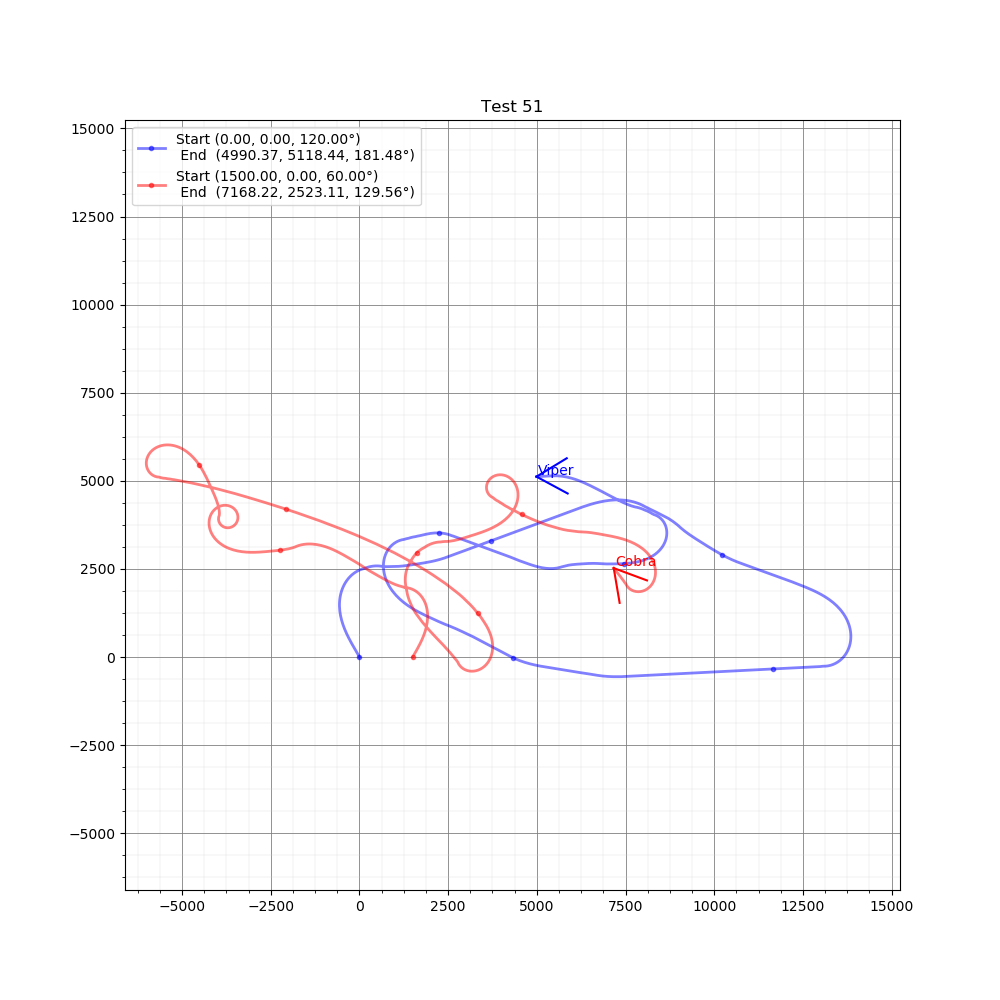 Test 51
Start (0.00, 0.00, 120.00°)
End (4990.37, 5118.44, 181.48°)
Start (1500.00, 0.00, 60.00°)
End (7168.22, 2523.11, 129.56°)
15000
12500
10000
7500
5000
2500
0
−2500
−5000
Viper
Cobra
−5000
−2500
0
2500
5000
7500
10000
12500
15000